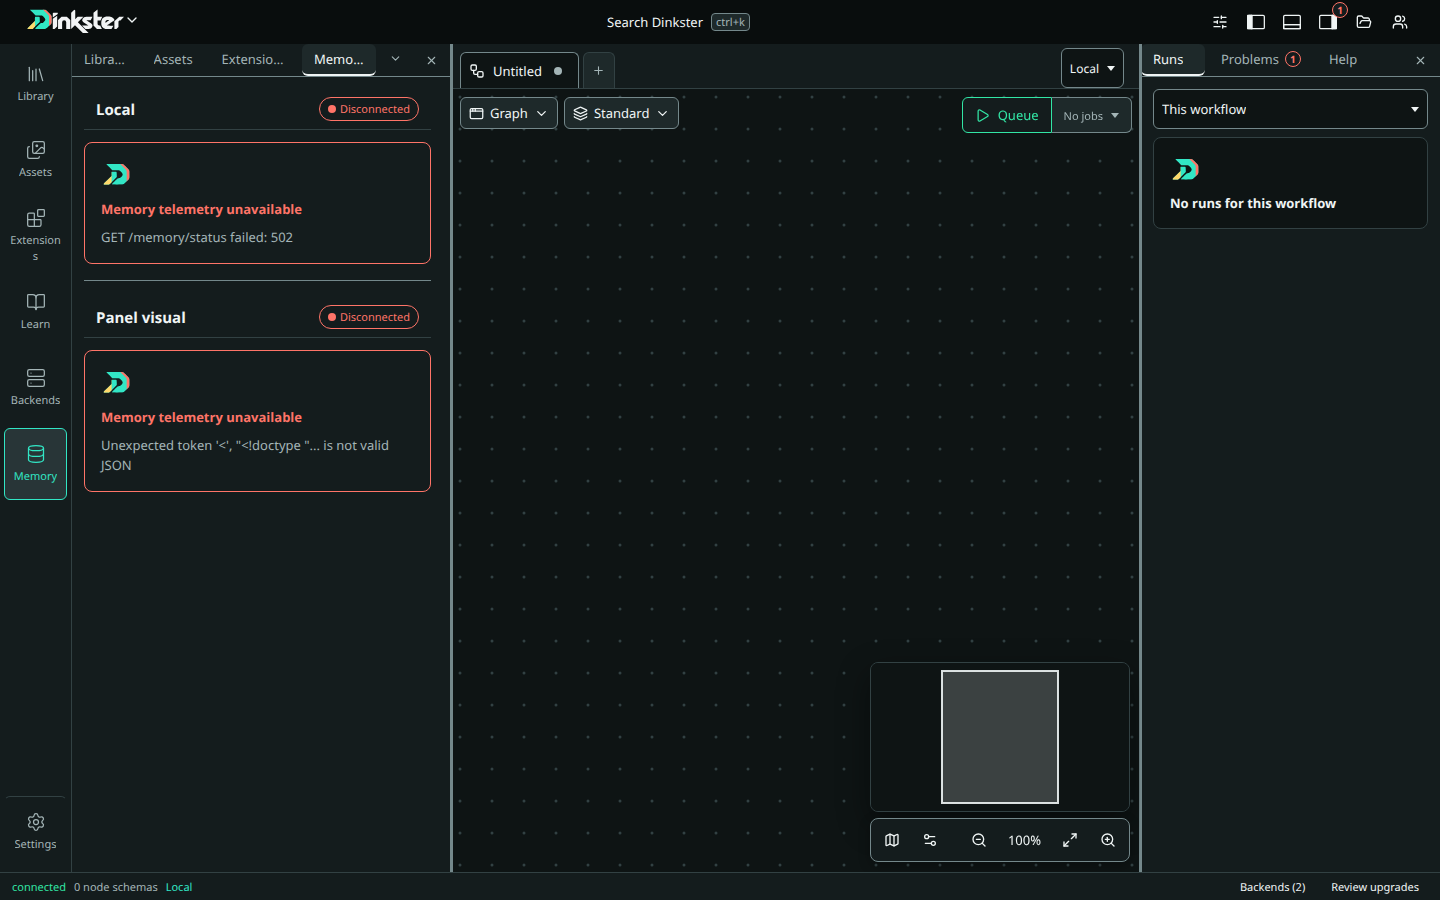 Dinkster
Search Dinkster ctrl+k
1
Libra... Assets Extensio... Memo...
Untitled
Local
Runs Problems 1 Help
Library
Assets
Extension
s
Learn
Backends
Memory
Settings
Local Disconnected
Memory telemetry unavailable
GET /memory/status failed: 502
Panel visual Disconnected
Memory telemetry unavailable
Unexpected token '<', "<!doctype "... is not valid
JSON
Graph Standard
Queue No jobs
100%
This workflow
No runs for this workflow
connected 0 node schemas Local
Backends (2) Review upgrades